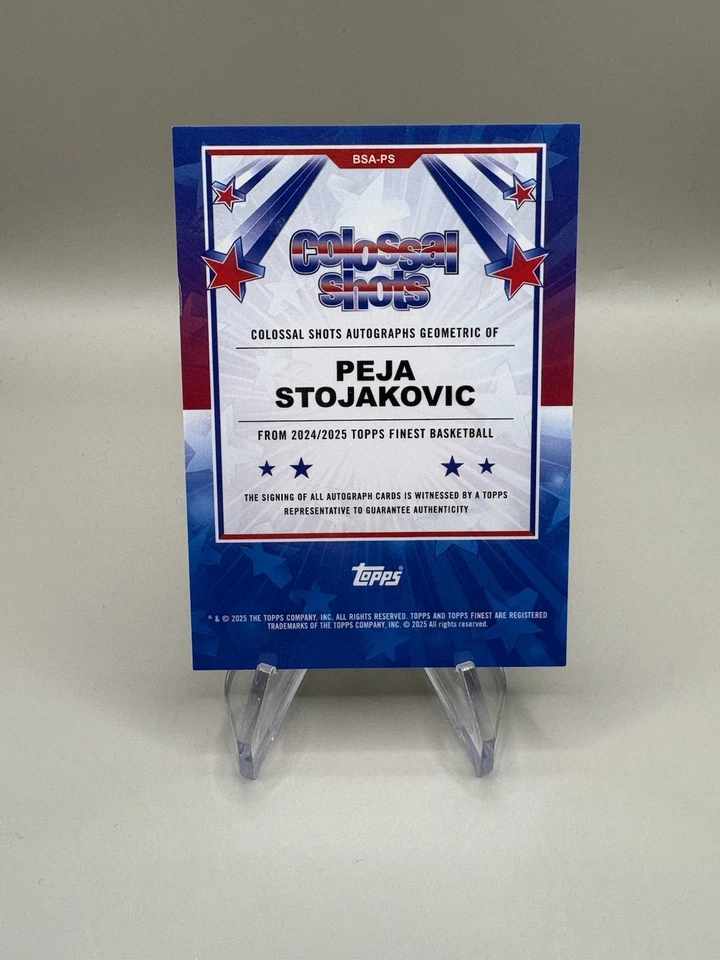 BSA-PS
Colossal
shots
COLOSSAL SHOTS AUTOGRAPHS GEOMETRIC OF
PEJA
STOJAKOVIC
FROM 2024/2025 TOPPS FINEST BASKETBALL
THE SIGNING OF ALL AUTOGRAPH CARDS IS WITNESSED BY A TOPPS
REPRESENTATIVE TO GUARANTEE AUTHENTICITY
topps®
® & © 2025 THE TOPPS COMPANY, INC. ALL RIGHTS RESERVED. TOPPS AND TOPPS FINEST ARE REGISTERED
TRADEMARKS OF THE TOPPS COMPANY, INC. © 2025 All rights reserved.